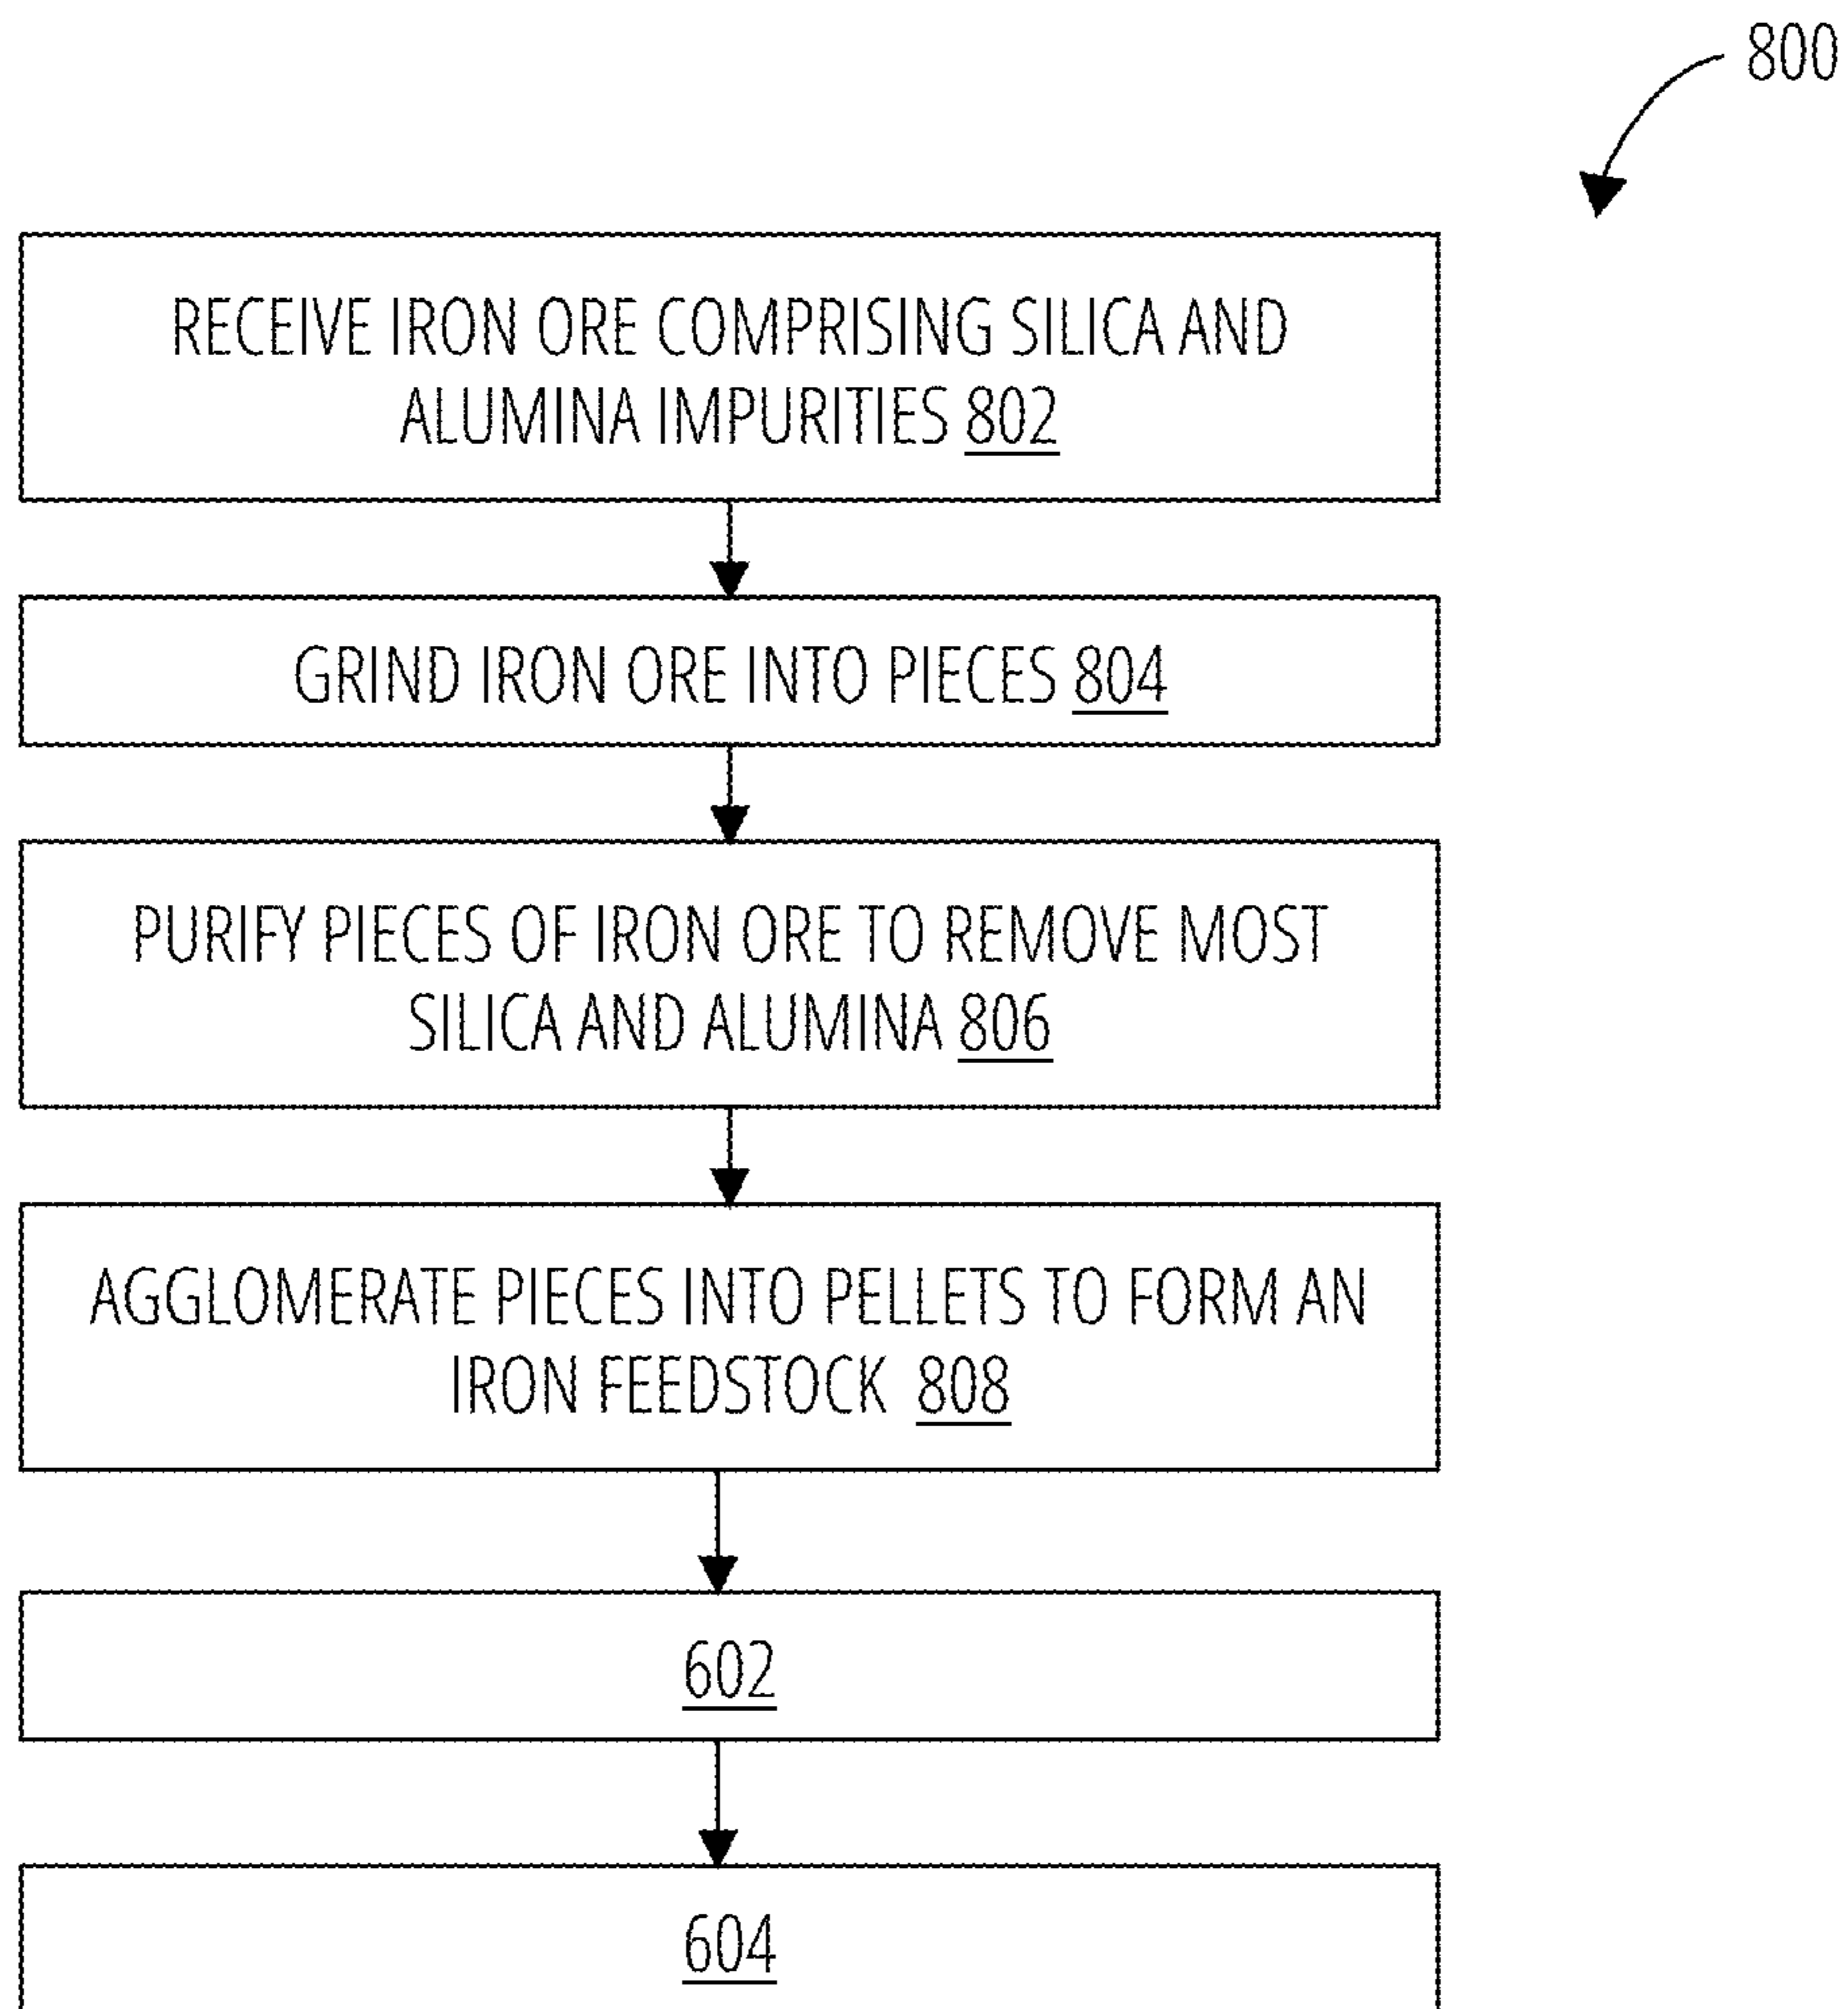 800
RECEIVE IRON ORE COMPRISING SILICA AND
ALUMINA IMPURITIES 802
GRIND IRON ORE INTO PIECES 804
PURIFY PIECES OF IRON ORE TO REMOVE MOST
SILICA AND ALUMINA 806
AGGLOMERATE PIECES INTO PELLETS TO FORM AN
IRON FEEDSTOCK 808
602
604